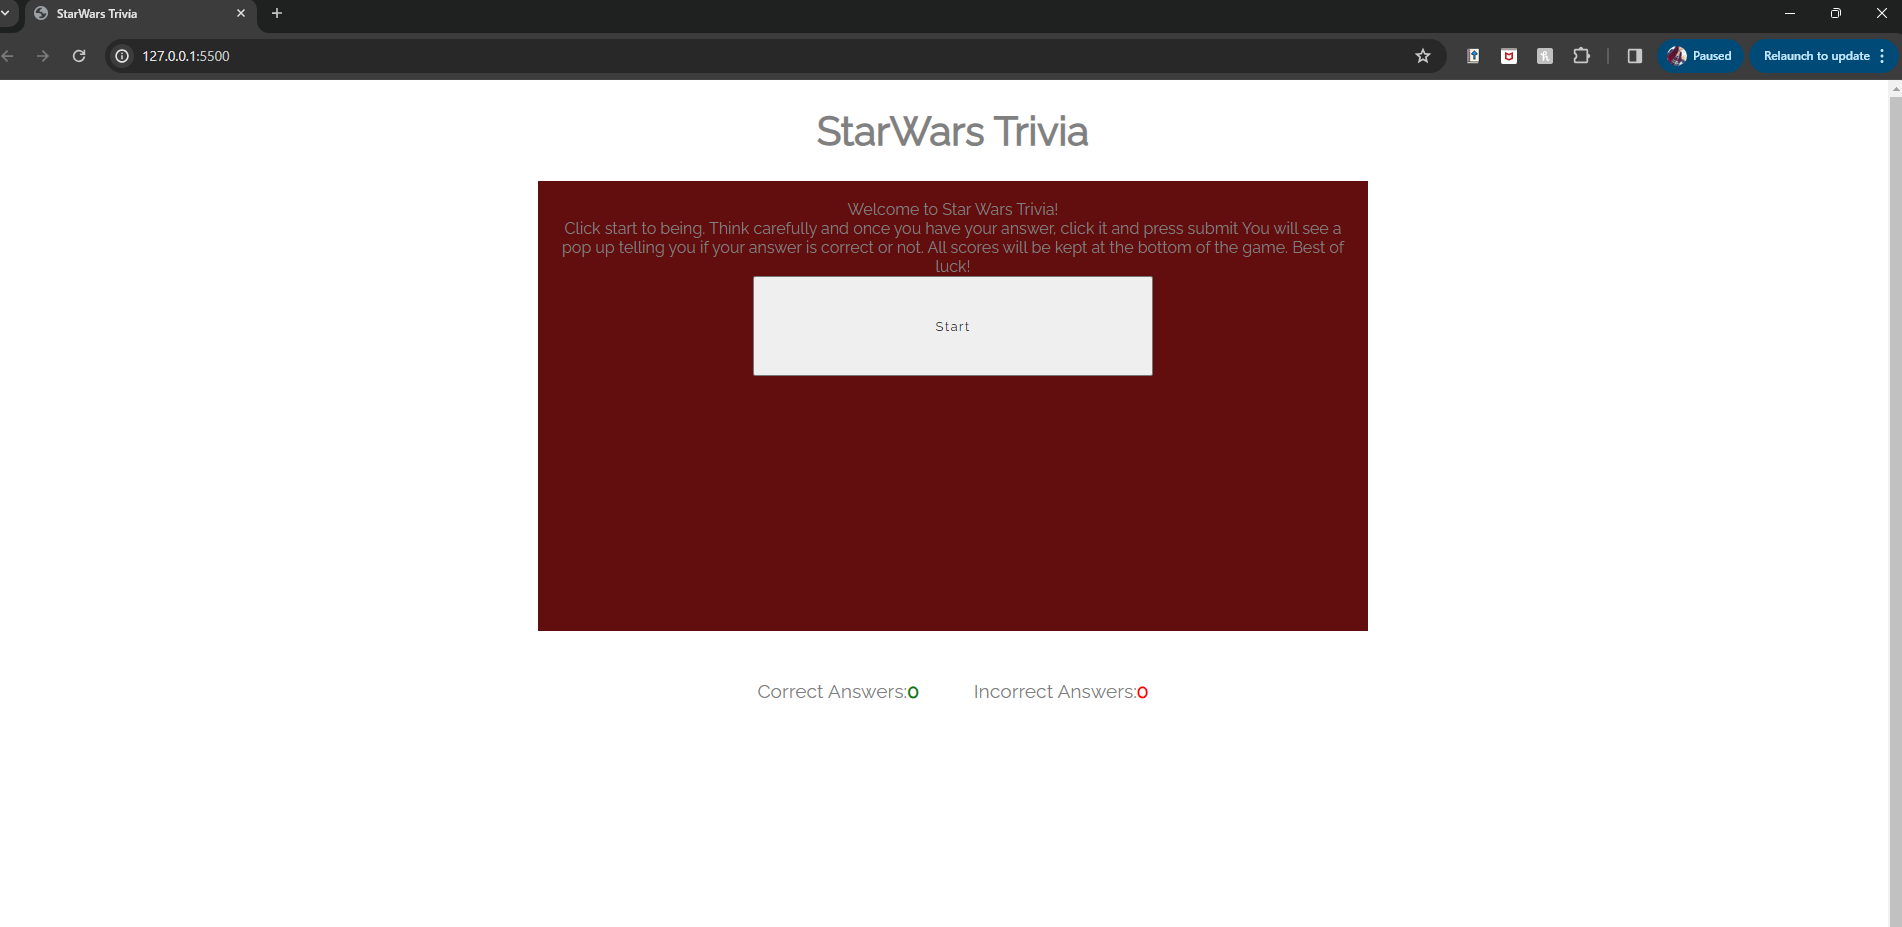 StarWars Trivia
127.0.0.1:5500
Paused
Relaunch to update
StarWars Trivia
Welcome to Star Wars Trivia!
Click start to being. Think carefully and once you have your answer, click it and press submit You will see a
pop up telling you if your answer is correct or not. All scores will be kept at the bottom of the game. Best of
luck!
Start
Correct Answers:0 Incorrect Answers:0